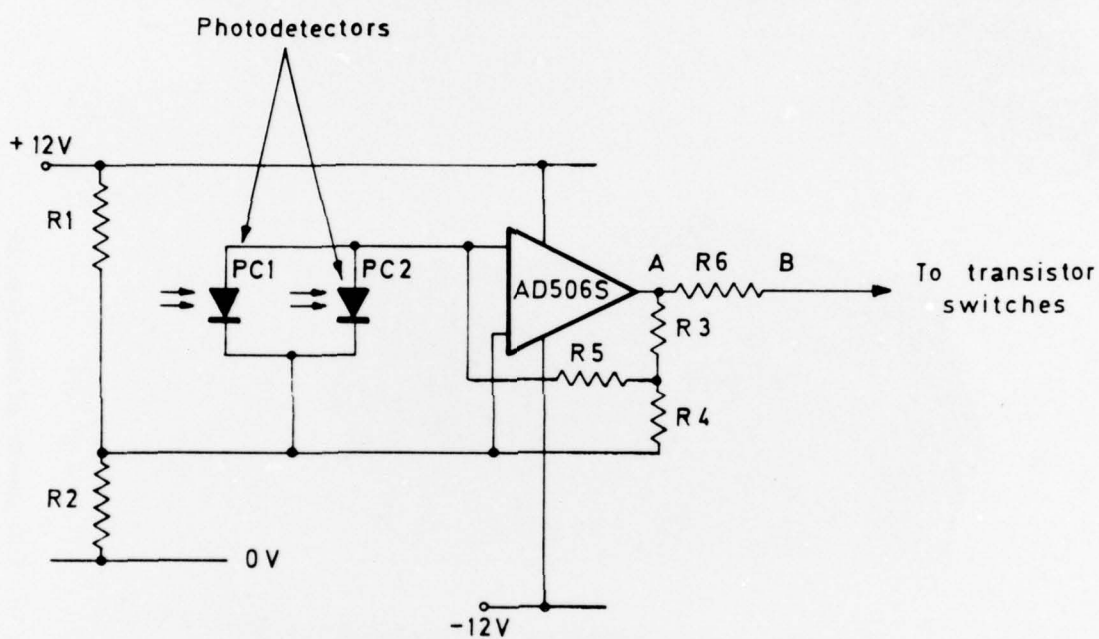 Photodetectors
+12V
R1
PC1
PC2
AD506S
A
R6
B
To transistor
switches
R3
R5
R4
R2
0V
-12V